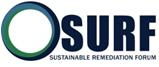 SURF
SUSTAINABLE REMEDIATION FORUM